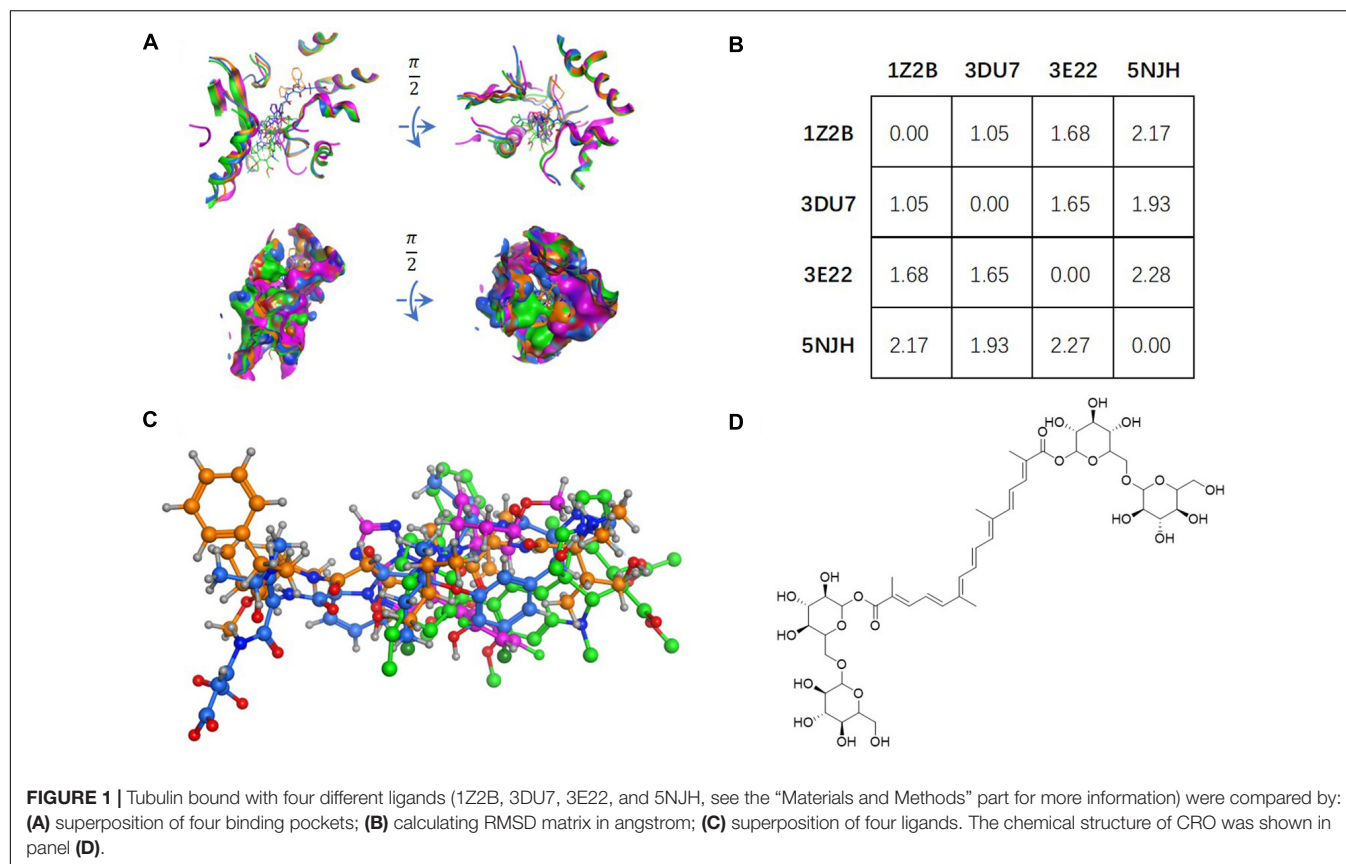 A
π
2
π
2
B
1Z2B 3DU7 3E22 5NJH
1Z2B 0.00 1.05 1.68 2.17
3DU7 1.05 0.00 1.65 1.93
3E22 1.68 1.65 0.00 2.28
5NJH 2.17 1.93 2.27 0.00
C
D
OH
HO OH
O
O O
O
O OH
HO OH
OH
OH
HO O
HO O O
O
HO O
HO
HO OH
FIGURE 1 | Tubulin bound with four different ligands (1Z2B, 3DU7, 3E22, and 5NJH, see the “Materials and Methods” part for more information) were compared by:
(A) superposition of four binding pockets; (B) calculating RMSD matrix in angstrom; (C) superposition of four ligands. The chemical structure of CRO was shown in
panel (D).